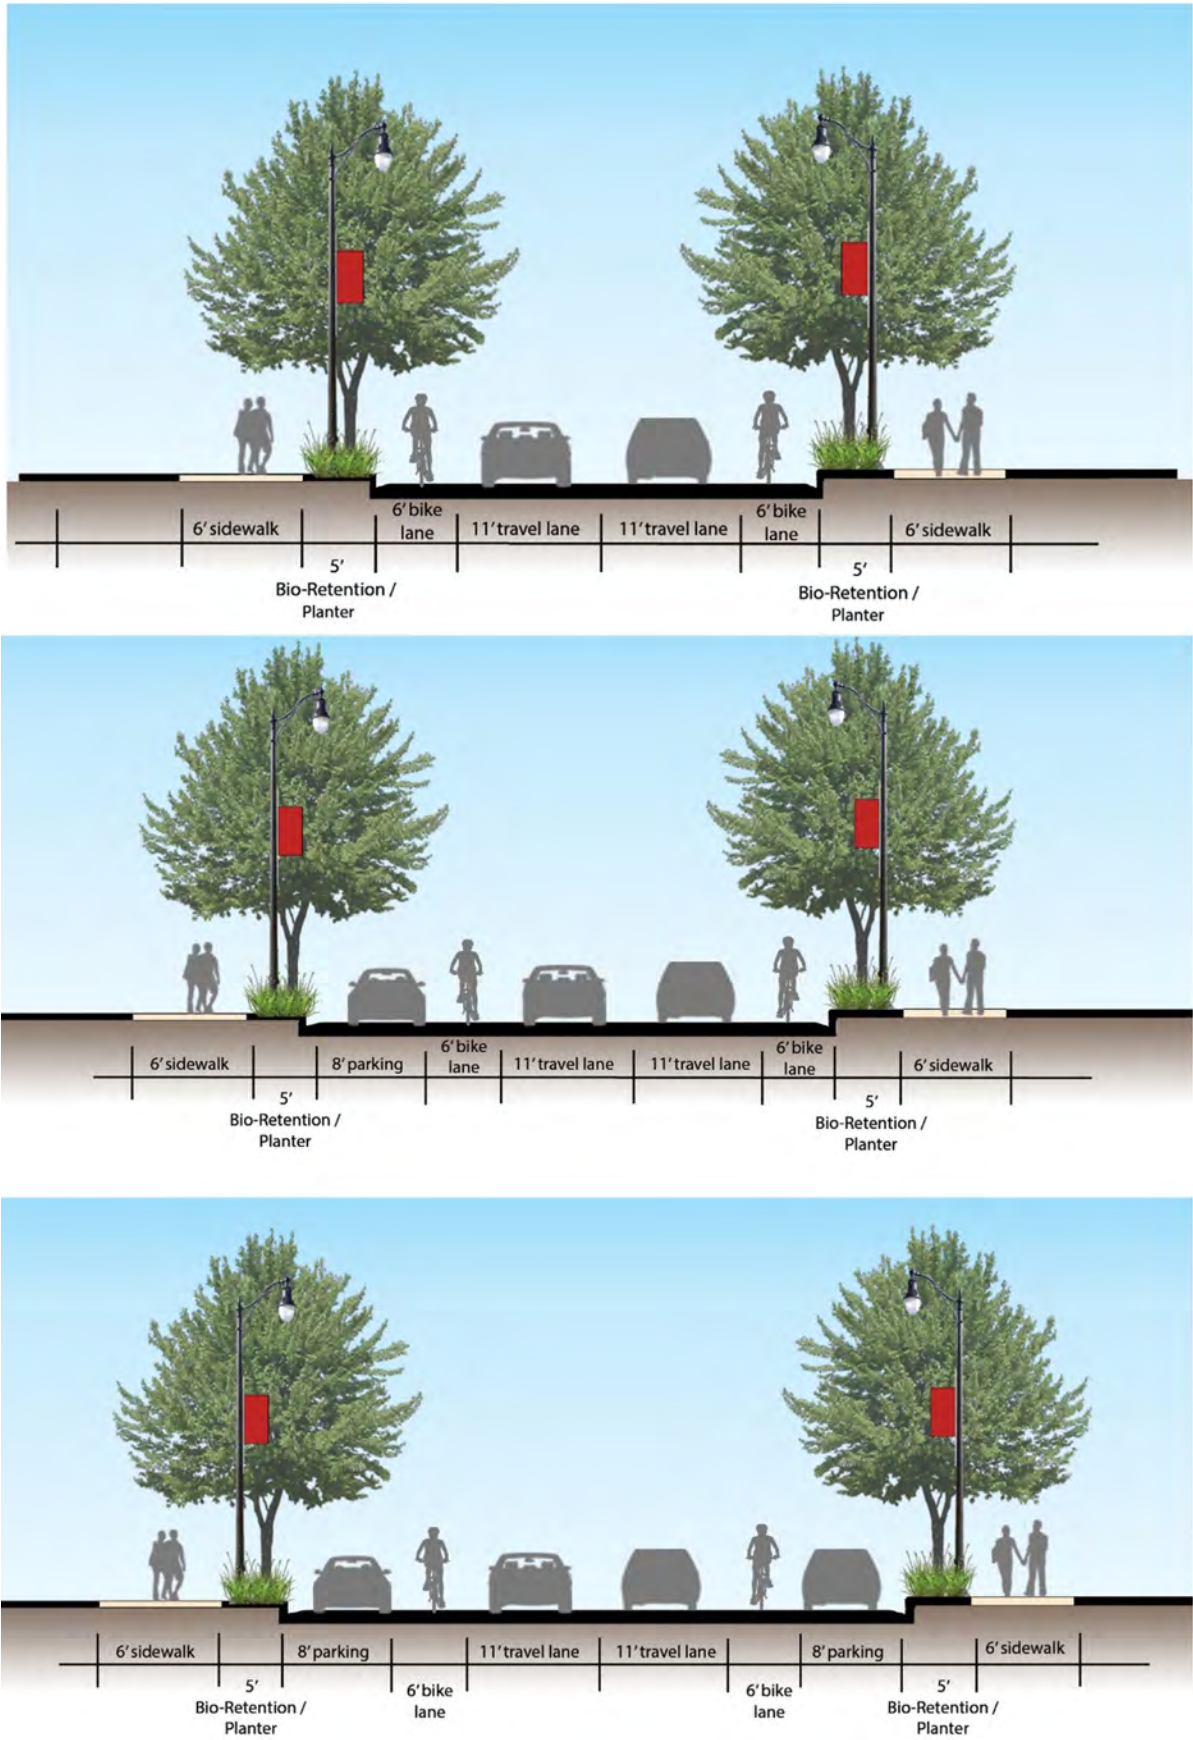 6' sidewalk
5'
Bio-Retention /
Planter
6' bike
lane
11' travel lane
11' travel lane
6' bike
lane
5'
Bio-Retention /
Planter
6' sidewalk
6' sidewalk
5'
Bio-Retention /
Planter
8' parking
6' bike
lane
11' travel lane
11' travel lane
6' bike
lane
5'
Bio-Retention /
Planter
6' sidewalk
6' sidewalk
5'
Bio-Retention /
Planter
8' parking
6' bike
lane
11' travel lane
11' travel lane
6' bike
lane
8' parking
5'
Bio-Retention /
Planter
6' sidewalk